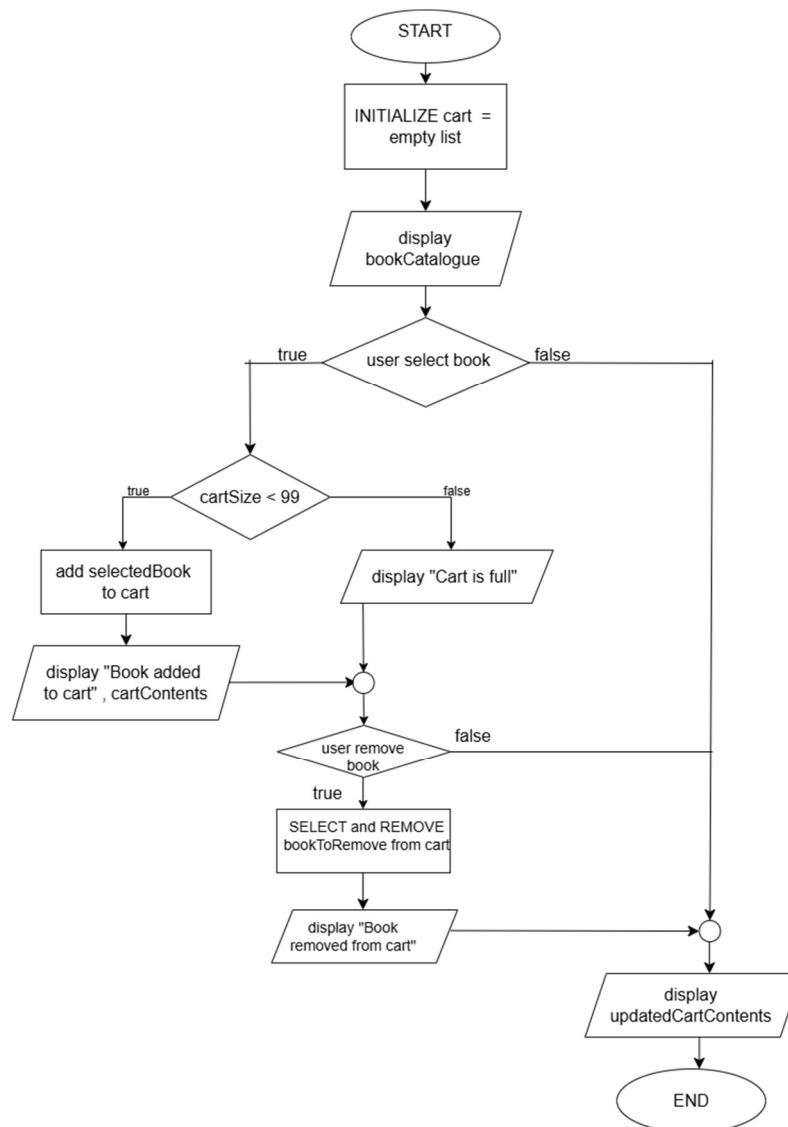 START
INITIALIZE cart =
empty list
display
bookCatalogue
true
user select book
false
true
cartSize < 99
false
add selectedBook
to cart
display "Cart is full"
display "Book added
to cart" , cartContents
user remove
book
false
true
SELECT and REMOVE
bookToRemove from cart
display "Book
removed from cart"
display
updatedCartContents
END